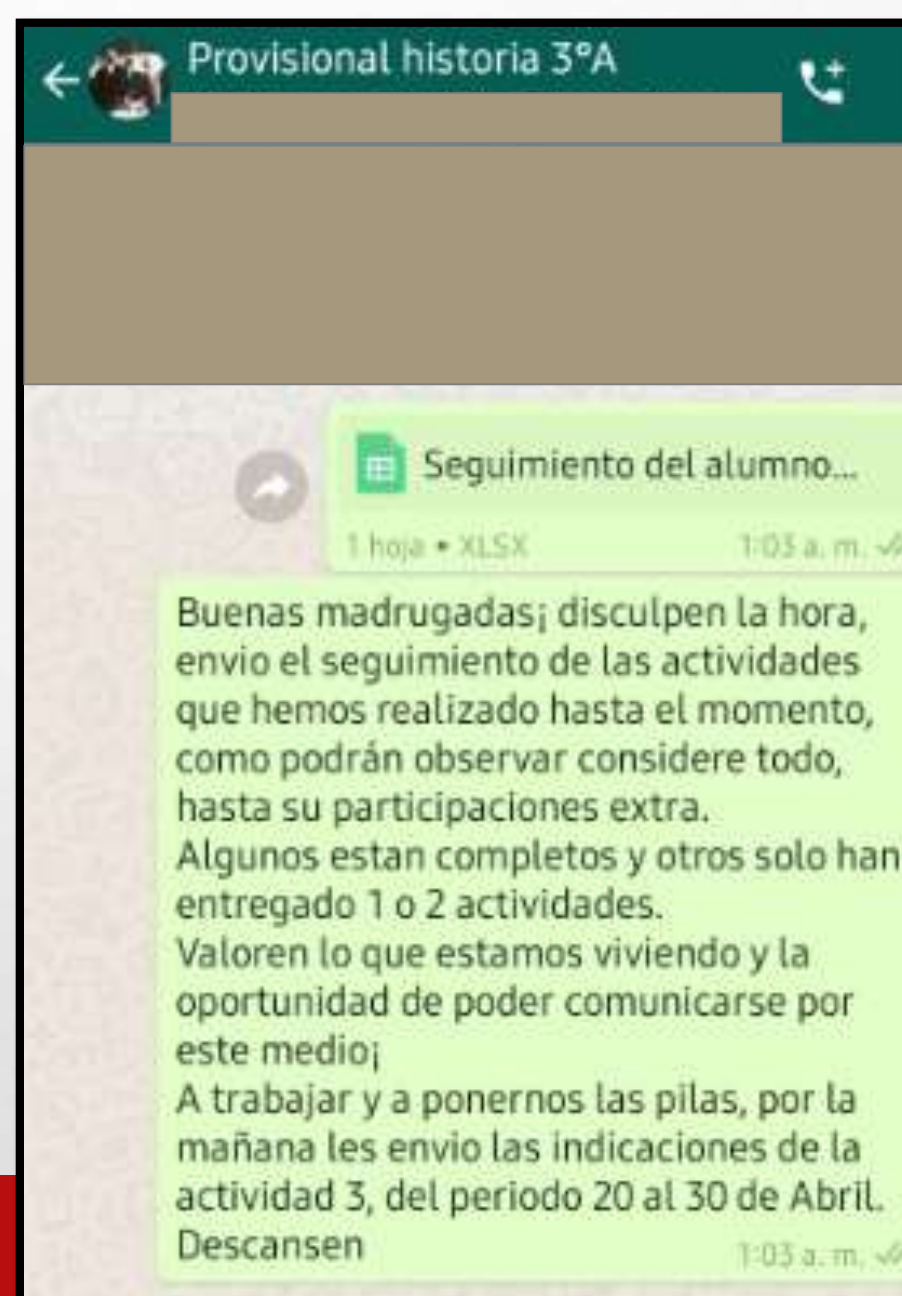 Provisional historia 3°A
Seguimiento del alumno...
1 hoja • XLSX 1:03 a. m.
Buenas madrugadas¡ disculpen la hora,
envio el seguimiento de las actividades
que hemos realizado hasta el momento,
como podrán observar considere todo,
hasta su participaciones extra.
Algunos estan completos y otros solo han
entregado 1 o 2 actividades.
Valoren lo que estamos viviendo y la
oportunidad de poder comunicarse por
este medio¡
A trabajar y a ponernos las pilas, por la
mañana les envio las indicaciones de la
actividad 3, del periodo 20 al 30 de Abril.
Descansen 1:03 a. m.